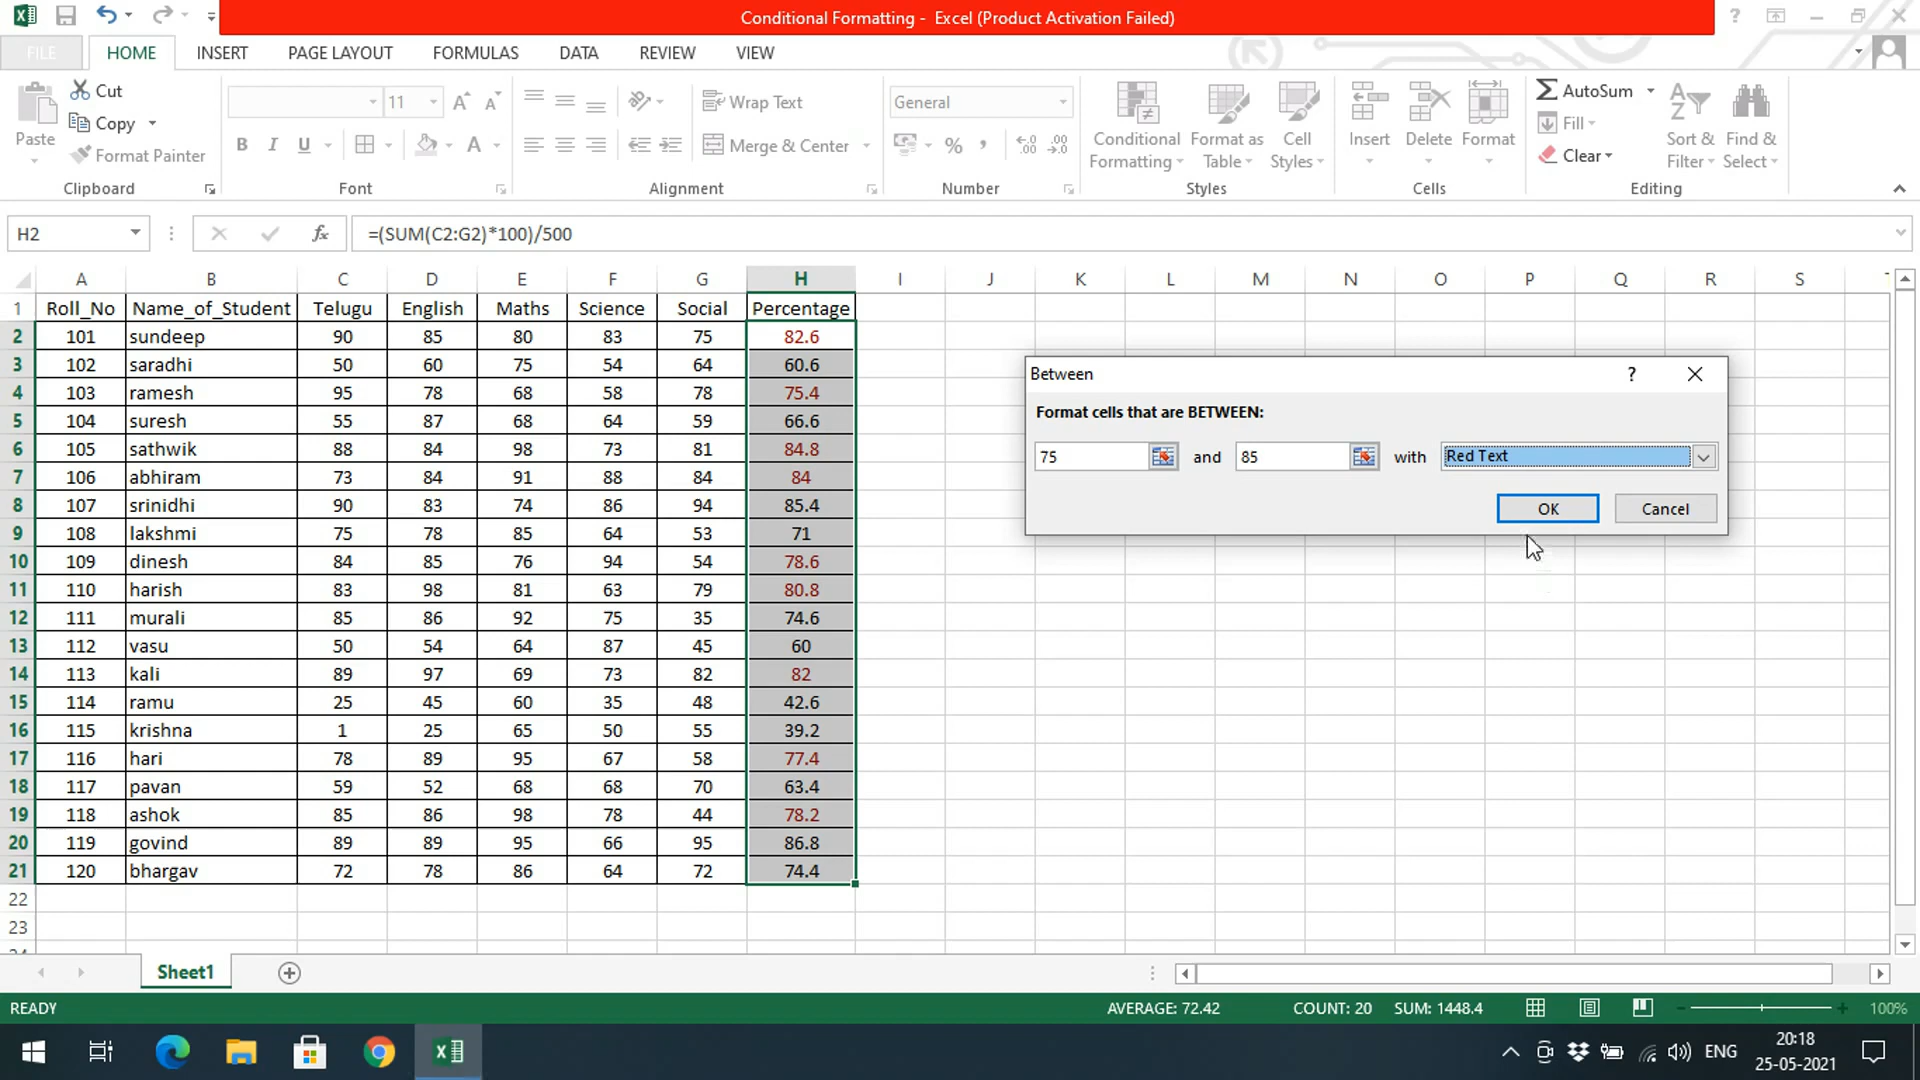 Conditional Formatting - Excel (Product Activation Failed)
?
FILE HOME INSERT PAGE LAYOUT FORMULAS DATA REVIEW VIEW
Paste
Cut
Copy
Format Painter
Clipboard
11
B I U A
Font
Wrap Text
Merge & Center
Alignment
General
%
Number
Conditional Formatting
Format as Table
Cell Styles
Styles
Insert
Delete
Format
Cells
AutoSum
Fill
Clear
Sort & Filter
Find & Select
Editing
H2 fx =(SUM(C2:G2)*100)/500
A B C D E F G H I J K L M N O P Q R S
1 Roll_No Name_of_Student Telugu English Maths Science Social Percentage
2 101 sundeep 90 85 80 83 75 82.6
3 102 saradhi 50 60 75 54 64 60.6
4 103 ramesh 95 78 68 58 78 75.4
5 104 suresh 55 87 68 64 59 66.6
6 105 sathwik 88 84 98 73 81 84.8
7 106 abhiram 73 84 91 88 84 84
8 107 srinidhi 90 83 74 86 94 85.4
9 108 lakshmi 75 78 85 64 53 71
10 109 dinesh 84 85 76 94 54 78.6
11 110 harish 83 98 81 63 79 80.8
12 111 murali 85 86 92 75 35 74.6
13 112 vasu 50 54 64 87 45 60
14 113 kali 89 97 69 73 82 82
15 114 ramu 25 45 60 35 48 42.6
16 115 krishna 1 25 65 50 55 39.2
17 116 hari 78 89 95 67 58 77.4
18 117 pavan 59 52 68 68 70 63.4
19 118 ashok 85 86 98 78 44 78.2
20 119 govind 89 89 95 66 95 86.8
21 120 bhargav 72 78 86 64 72 74.4
22
23
Between ?
Format cells that are BETWEEN:
75 and 85 with Red Text
OK Cancel
Sheet1
READY AVERAGE: 72.42 COUNT: 20 SUM: 1448.4 100%
ENG
20:18
25-05-2021